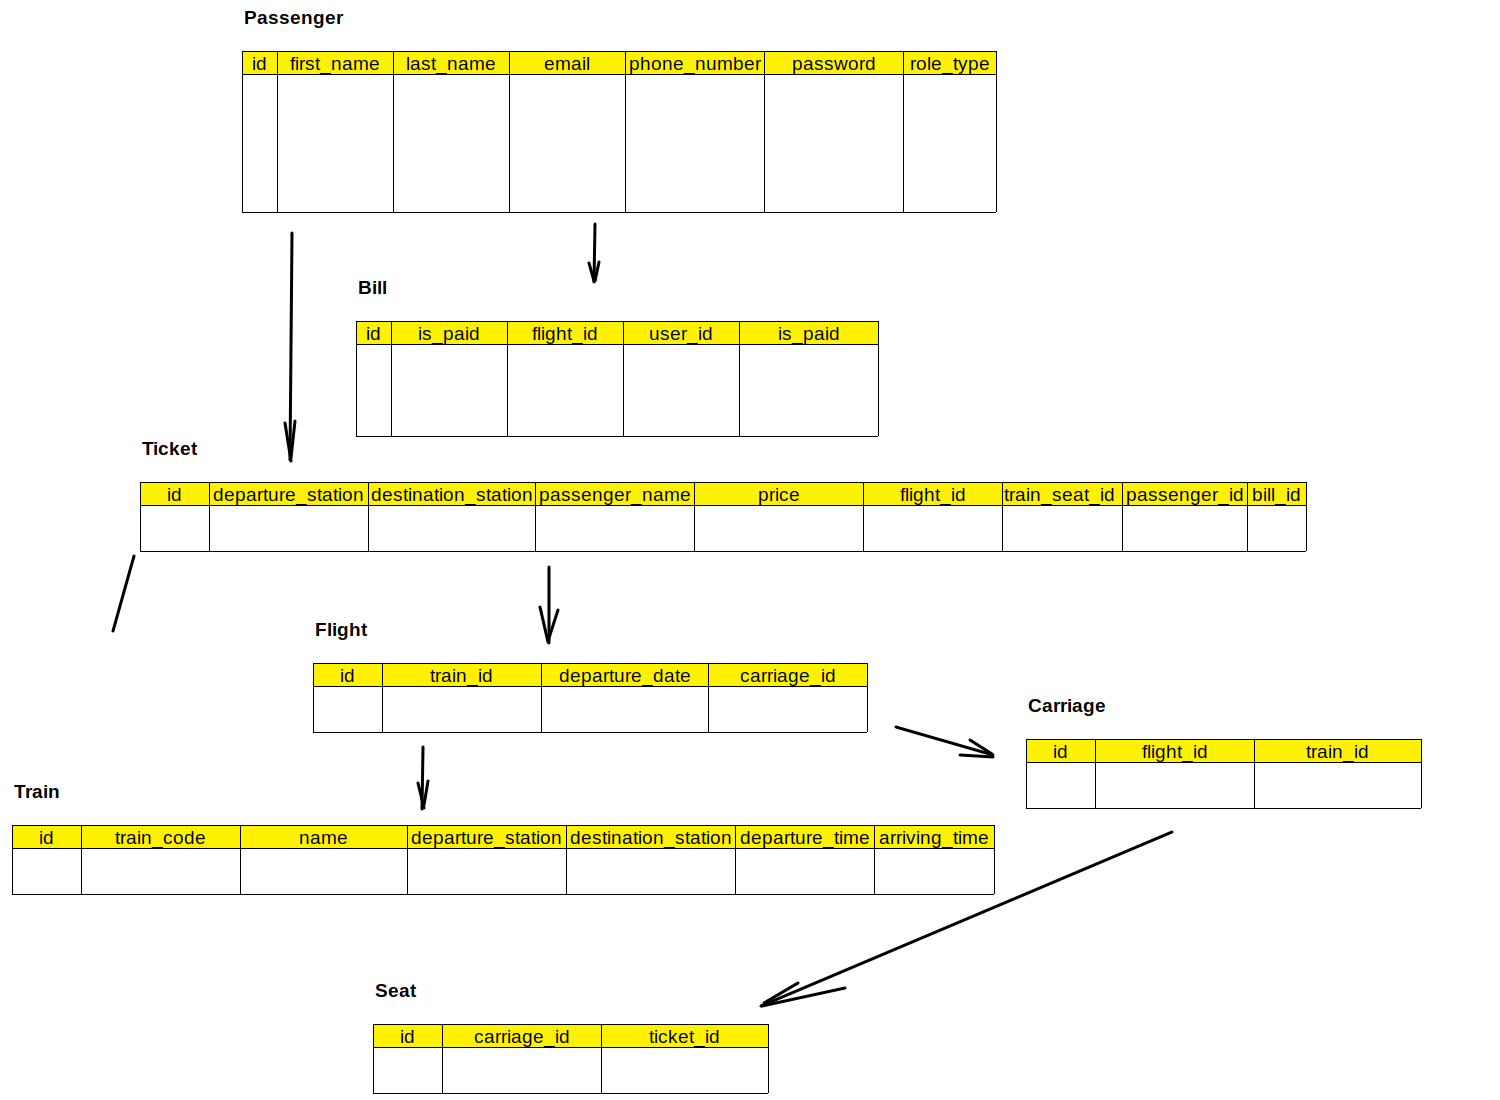 Passenger
id first_name last_name email phone_number password role_type
Bill
id is_paid flight_id user_id is_paid
Ticket
id departure_station destination_station passenger_name price flight_id train_seat_id passenger_id bill_id
Flight
id train_id departure_date carriage_id
Carriage
id flight_id train_id
Train
id train_code name departure_station destination_station departure_time arriving_time
Seat
id carriage_id ticket_id